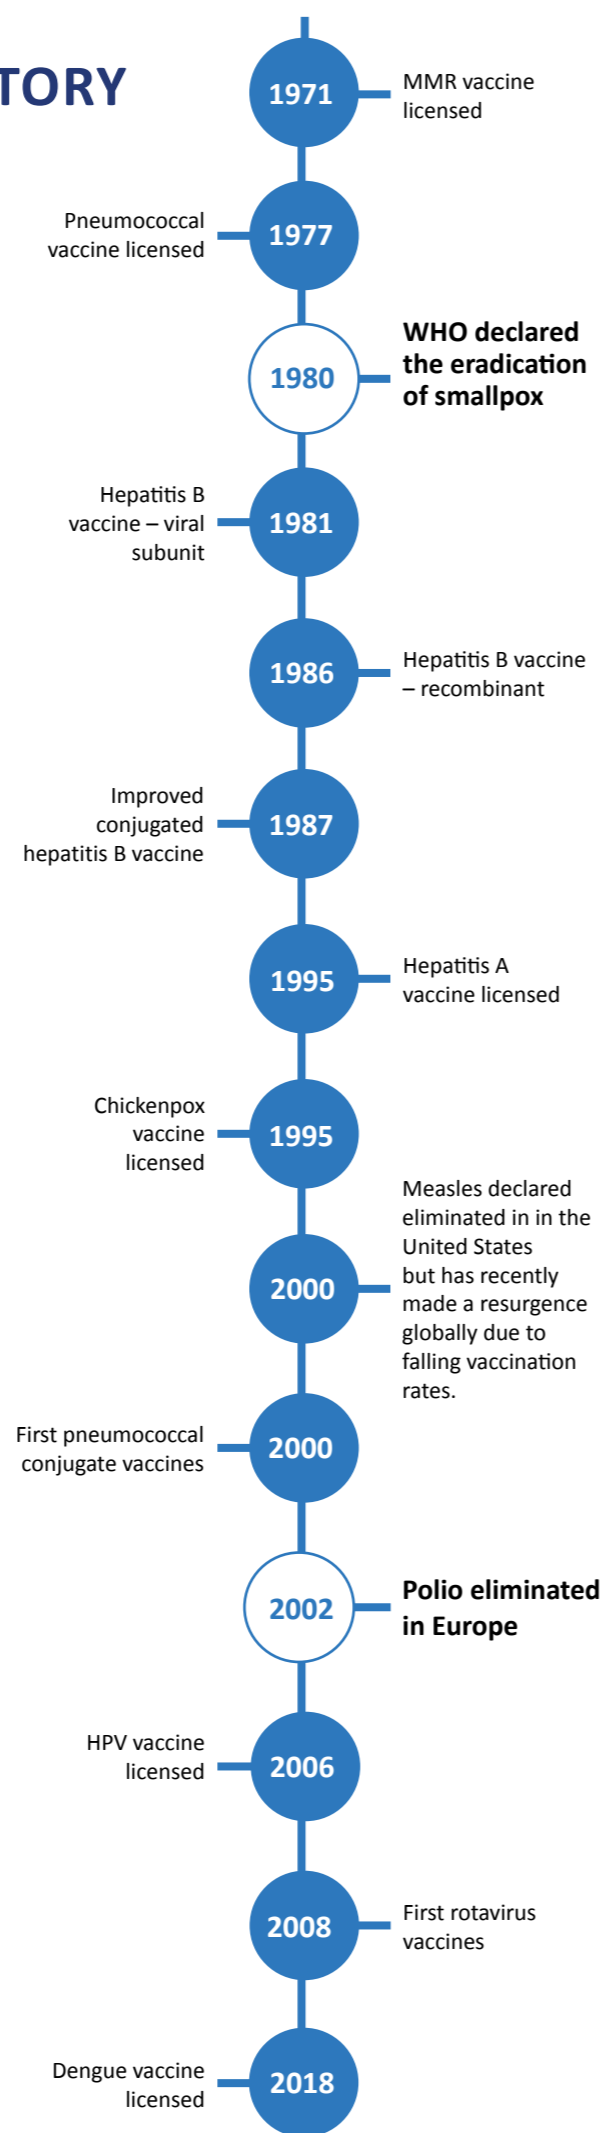 TORY
1971
MMR vaccine
licensed
Pneumococcal
vaccine licensed
1977
1980
WHO declared
the eradication
of smallpox
Hepatitis B
vaccine – viral
subunit
1981
1986
Hepatitis B vaccine
– recombinant
Improved
conjugated
hepatitis B vaccine
1987
1995
Hepatitis A
vaccine licensed
Chickenpox
vaccine
licensed
1995
2000
Measles declared
eliminated in in the
United States
but has recently
made a resurgence
globally due to
falling vaccination
rates.
First pneumococcal
conjugate vaccines
2000
2002
Polio eliminated
in Europe
HPV vaccine
licensed
2006
2008
First rotavirus
vaccines
Dengue vaccine
licensed
2018